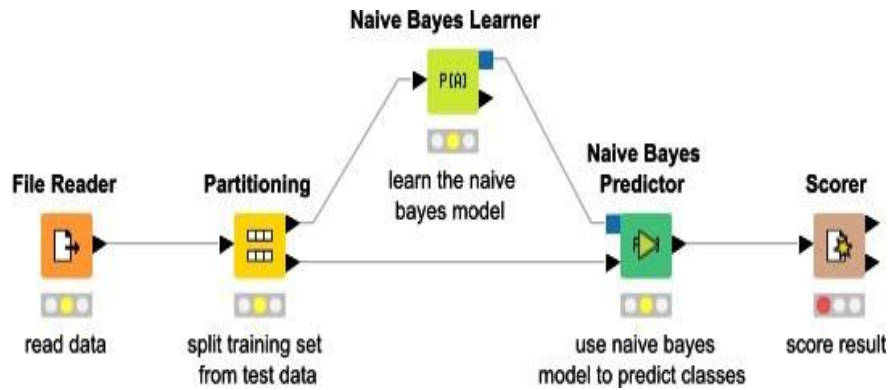 Naive Bayes Learner
P[A]
learn the naive
bayes model
File Reader
read data
Partitioning
split training set
from test data
Naive Bayes
Predictor
use naive bayes
model to predict classes
Scorer
score result